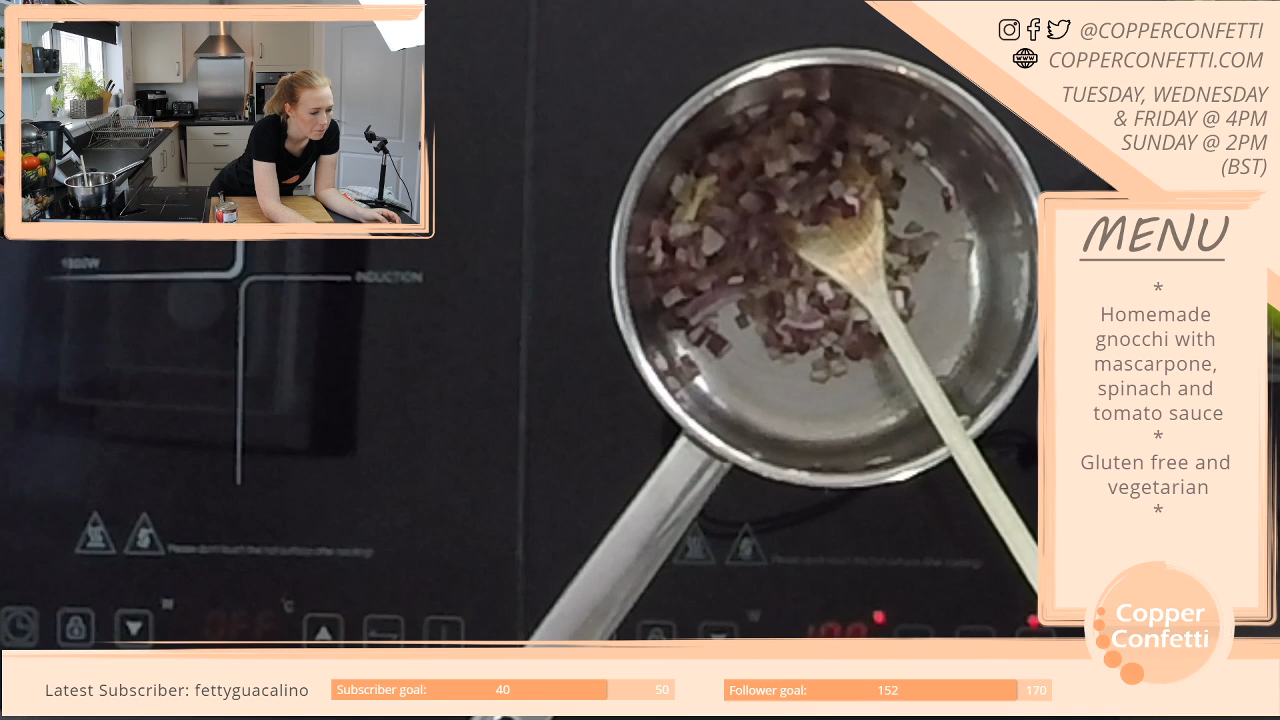 @COPPERCONFETTI
COPPERCONFETTI.COM
TUESDAY, WEDNESDAY
& FRIDAY @ 4PM
SUNDAY @ 2PM
(BST)
MENU
*
Homemade
gnocchi with
mascarpone,
spinach and
tomato sauce
*
Gluten free and
vegetarian
*
Copper
Confetti
INDUCTION
Latest Subscriber: fettyguacalino
Subscriber goal: 40 50
Follower goal: 152 170